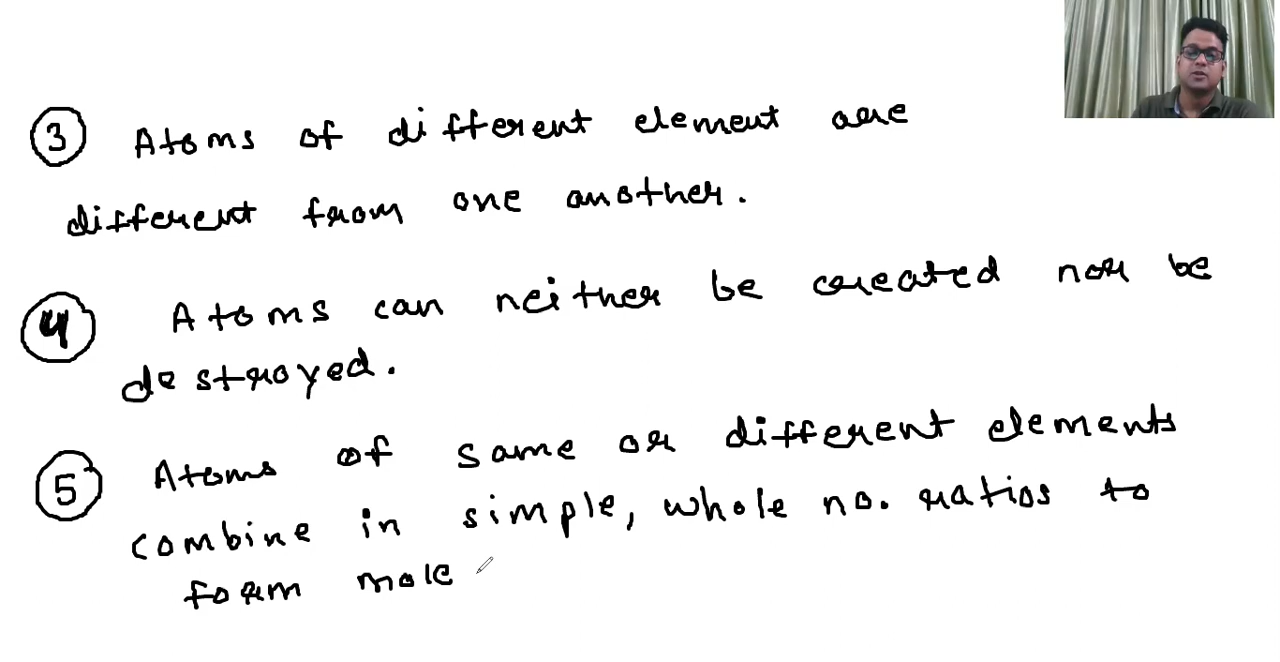 3 Atoms of different element are
different from one another.
4 Atoms can neither be created nor be
destroyed.
5 Atoms of same or different elements
combine in simple, whole no. ratios to
form mole